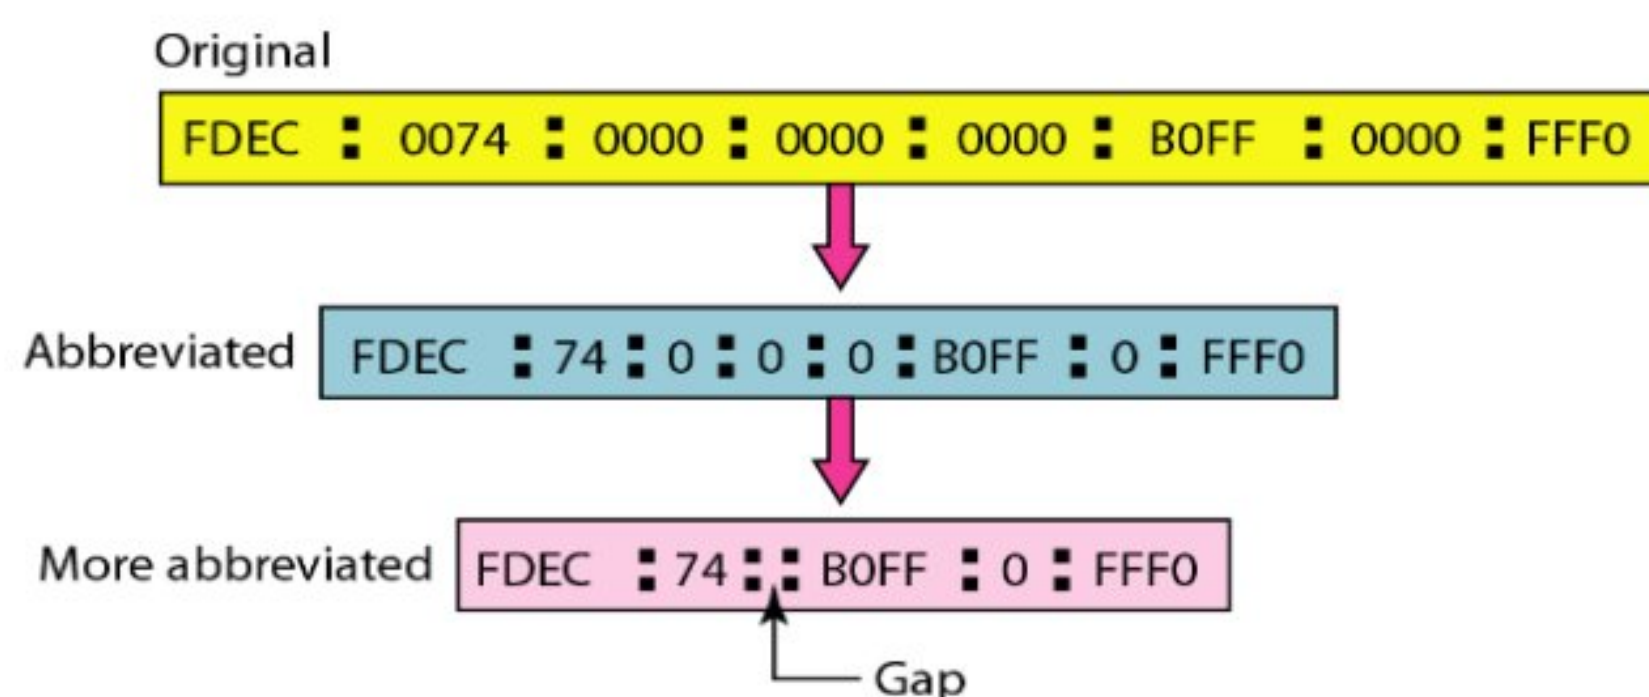 Original
FDEC : 0074 : 0000 : 0000 : 0000 : B0FF : 0000 : FFF0
Abbreviated FDEC : 74 : 0 : 0 : 0 : B0FF : 0 : FFF0
More abbreviated FDEC : 74 : : B0FF : 0 : FFF0
Gap